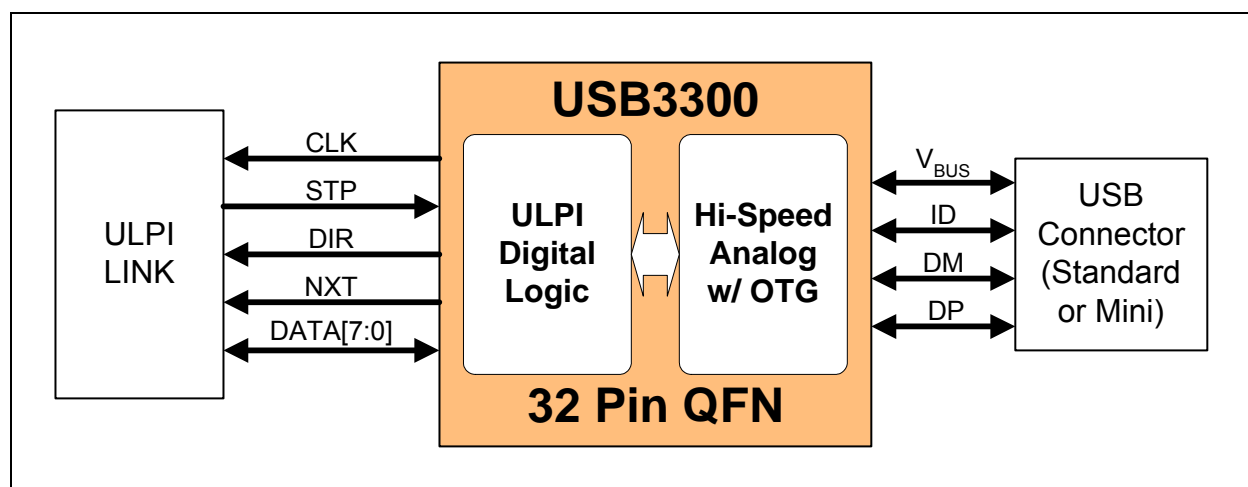 USB3300
ULPI
LINK
CLK
STP
DIR
NXT
DATA[7:0]
ULPI
Digital
Logic
Hi-Speed
Analog
w/ OTG
VBUS
ID
DM
DP
USB
Connector
(Standard
or Mini)
32 Pin QFN